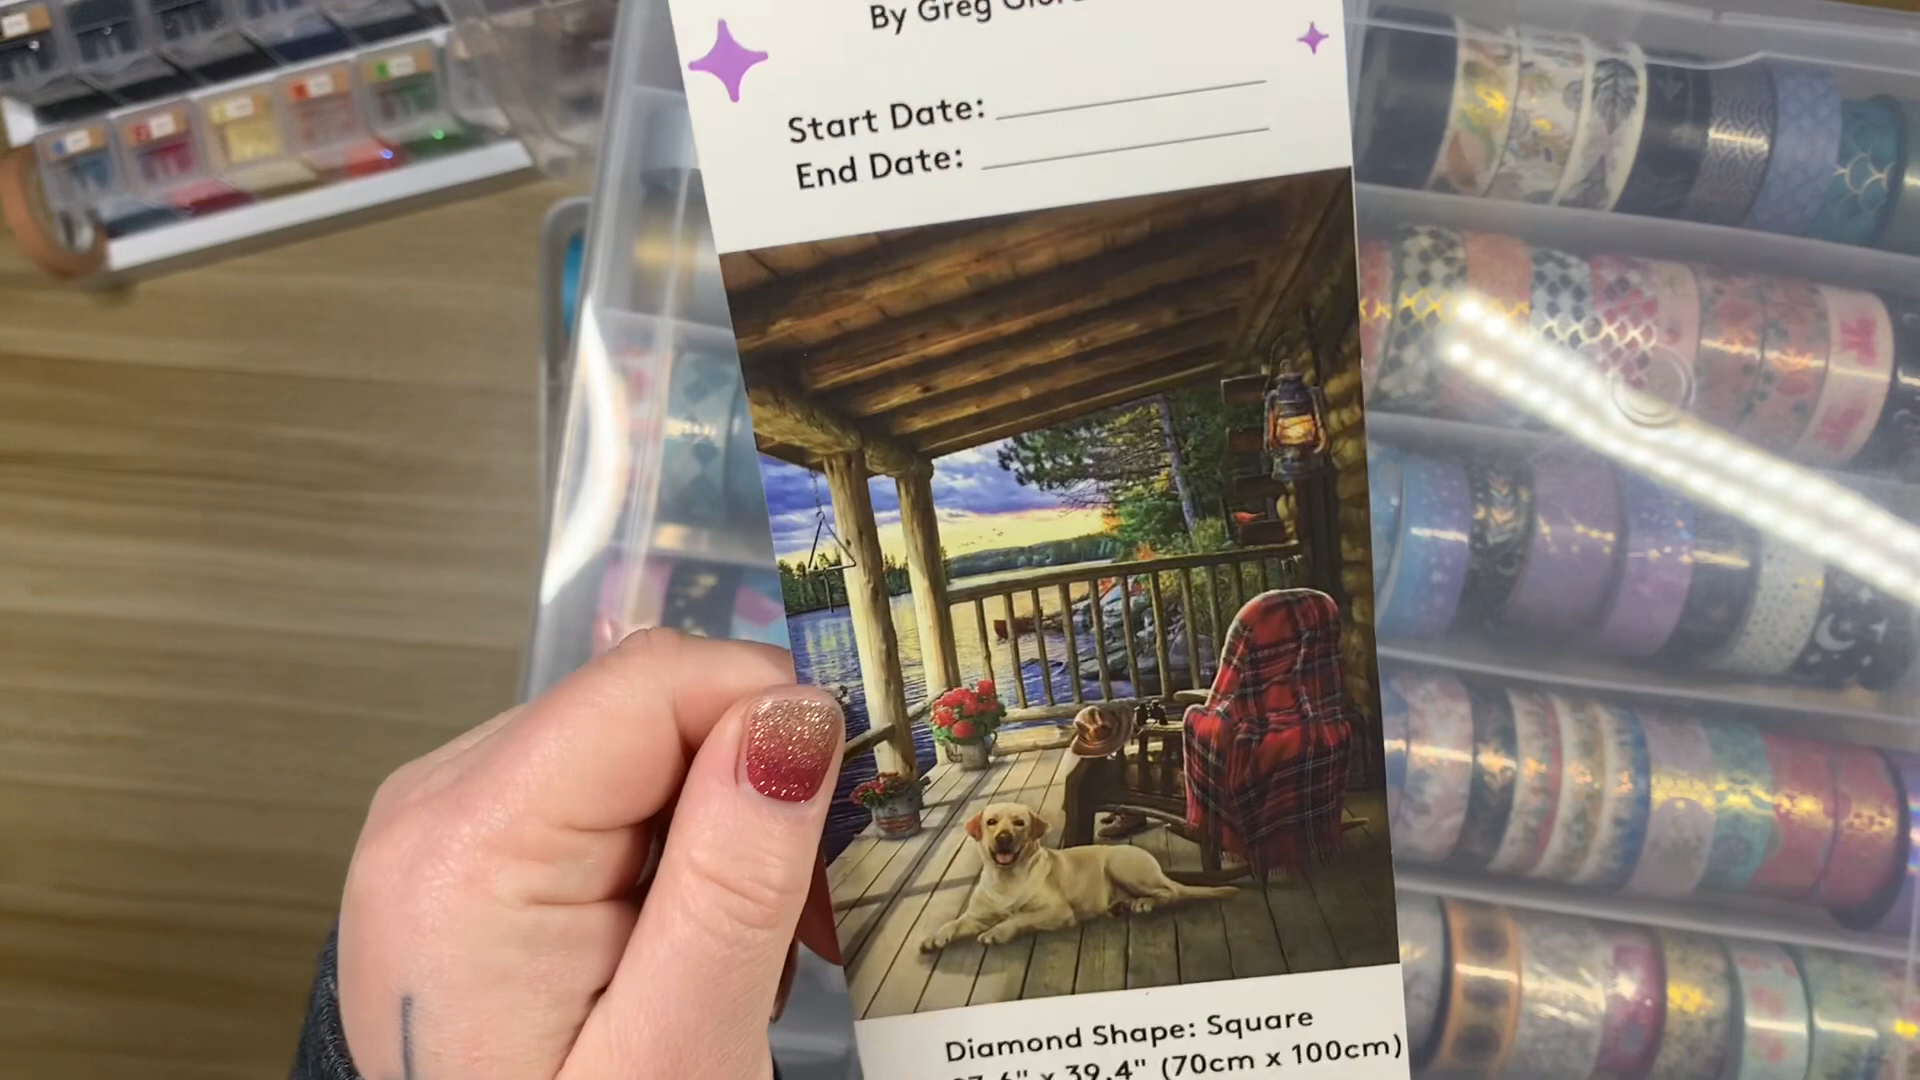 By Greg
Start Date:
End Date:
Diamond Shape: Square
x 39.4" (70cm x 100cm)